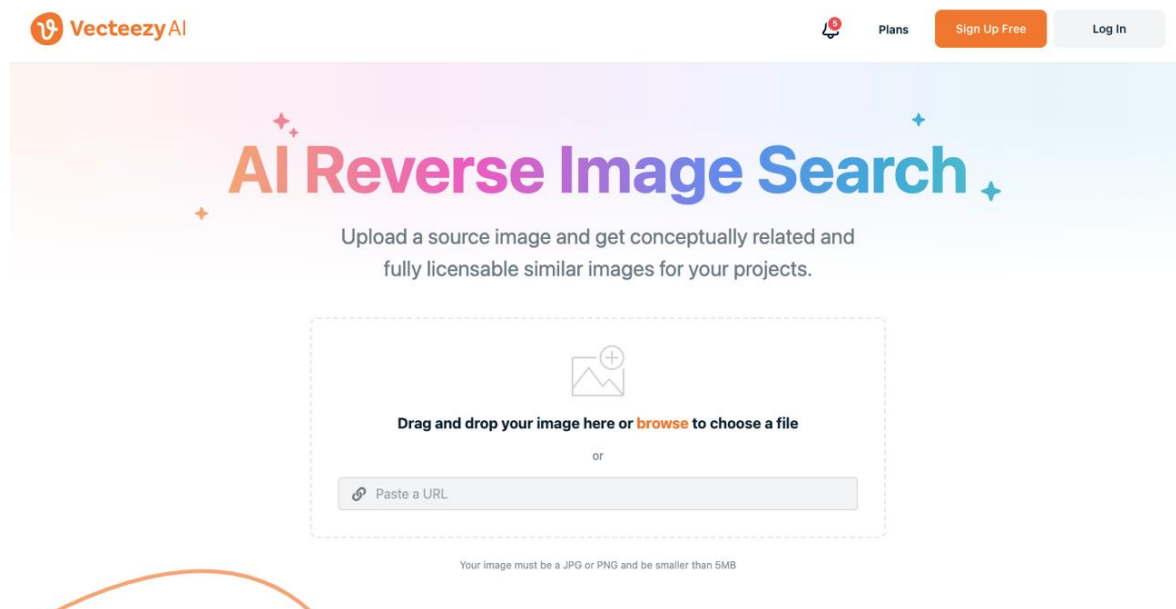 Vecteezy AI
5
Plans
Sign Up Free
Log In
AI Reverse Image Search
Upload a source image and get conceptually related and
fully licensable similar images for your projects.
Drag and drop your image here or browse to choose a file
or
Paste a URL
Your image must be a JPG or PNG and be smaller than 5MB